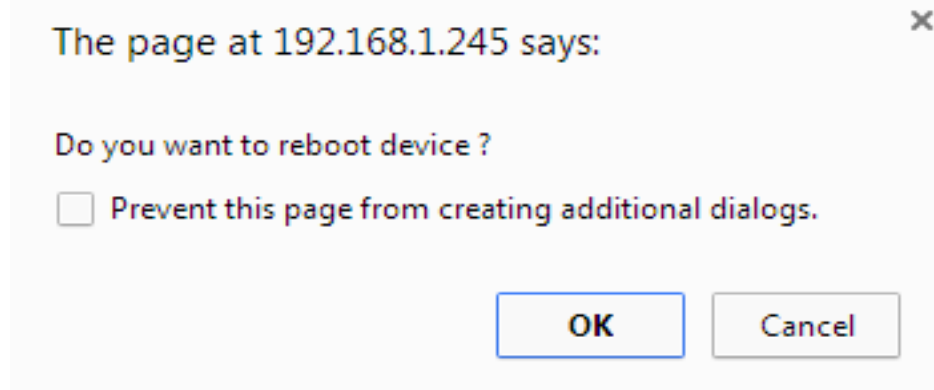 The page at 192.168.1.245 says:
Do you want to reboot device ?
Prevent this page from creating additional dialogs.
OK
Cancel